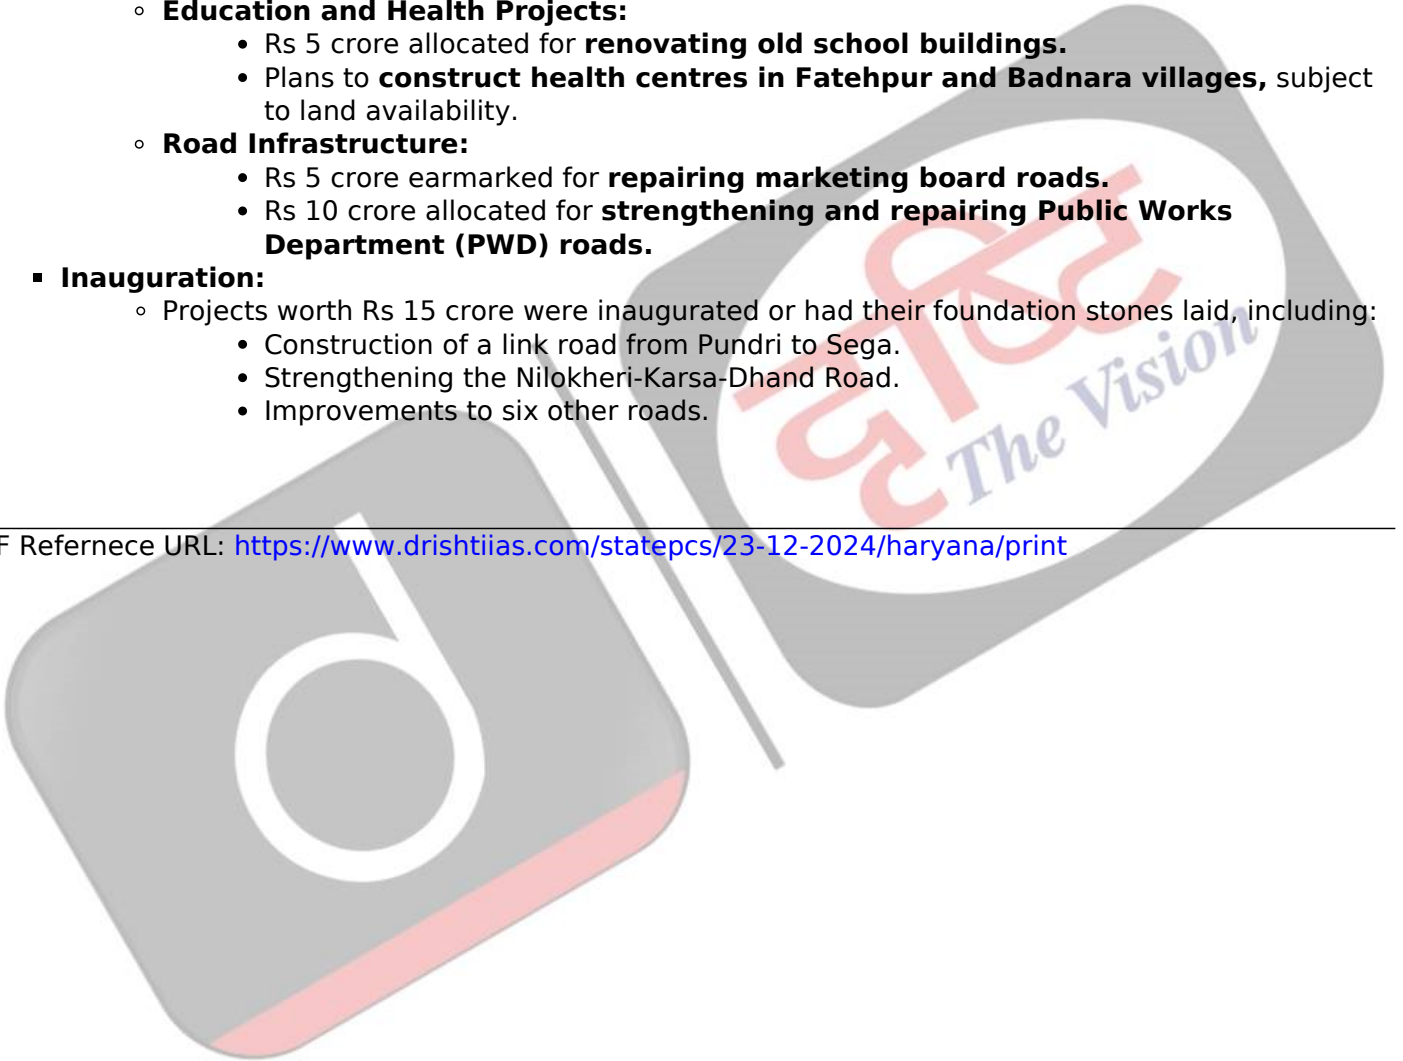 Education and Health Projects:
Rs 5 crore allocated for renovating old school buildings.
Plans to construct health centres in Fatehpur and Badnara villages, subject
to land availability.
Road Infrastructure:
Rs 5 crore earmarked for repairing marketing board roads.
Rs 10 crore allocated for strengthening and repairing Public Works
Department (PWD) roads.
Inauguration:
Projects worth Rs 15 crore were inaugurated or had their foundation stones laid, including:
Construction of a link road from Pundri to Sega.
Strengthening the Nilokheri-Karsa-Dhand Road.
Improvements to six other roads.
दृष्टि
The Vision
F Refernece URL: https://www.drishtiias.com/statepcs/23-12-2024/haryana/print
d